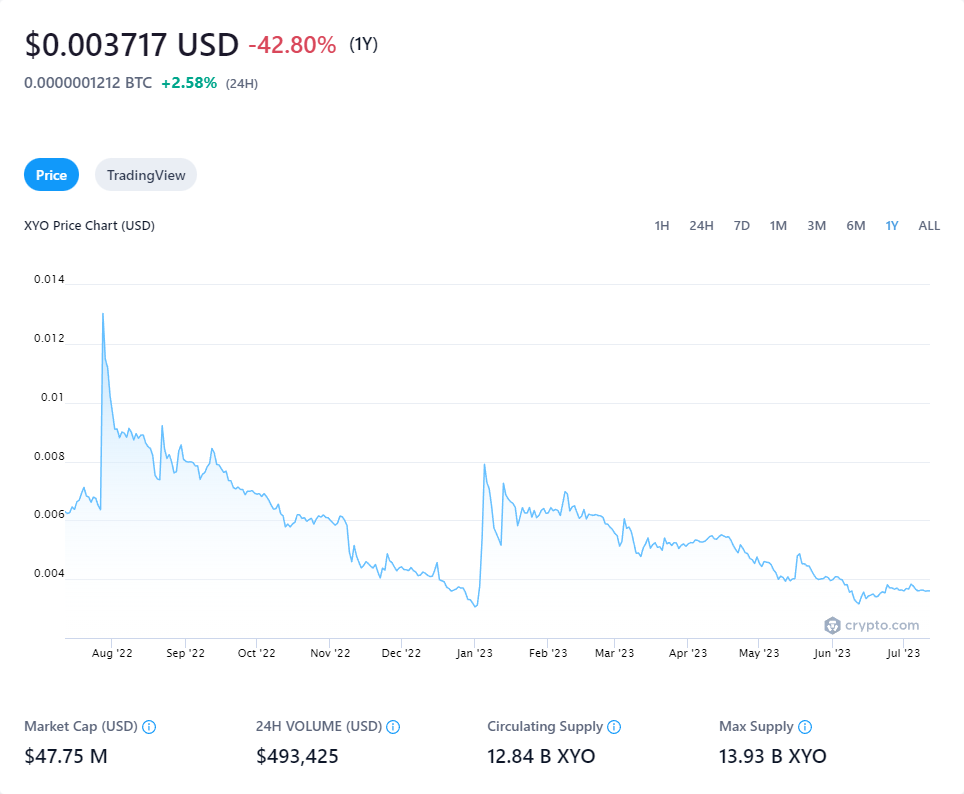 $0.003717 USD -42.80% (1Y)
0.0000001212 BTC +2.58% (24H)
Price TradingView
XYO Price Chart (USD) 1H 24H 7D 1M 3M 6M 1Y ALL
0.014
0.012
0.01
0.008
0.006
0.004
crypto.com
Aug '22 Sep '22 Oct '22 Nov '22 Dec '22 Jan '23 Feb '23 Mar '23 Apr '23 May '23 Jun '23 Jul '23
Market Cap (USD) 24H VOLUME (USD) Circulating Supply Max Supply
$47.75 M $493,425 12.84 B XYO 13.93 B XYO